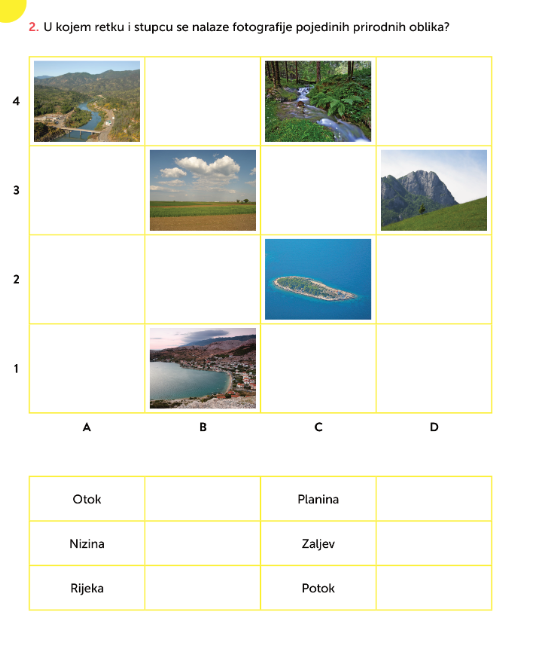 2. U kojem retku i stupcu se nalaze fotografije pojedinih prirodnih oblika?
4
3
2
1
A B C D
Otok Planina
Nizina Zaljev
Rijeka Potok